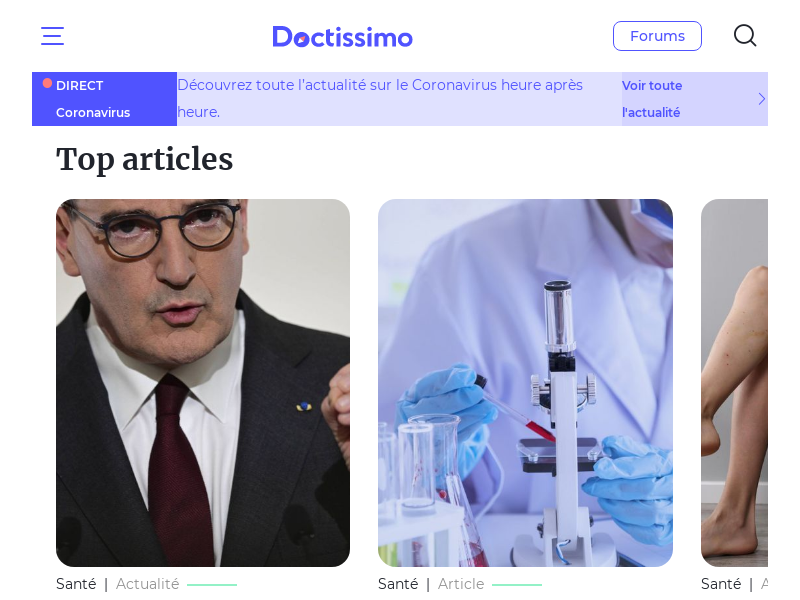 Doctissimo
Forums
DIRECT
Coronavirus
Découvrez toute l'actualité sur le Coronavirus heure après
heure.
Voir toute
l'actualité
Top articles
Santé | Actualité
Santé | Article
Santé |